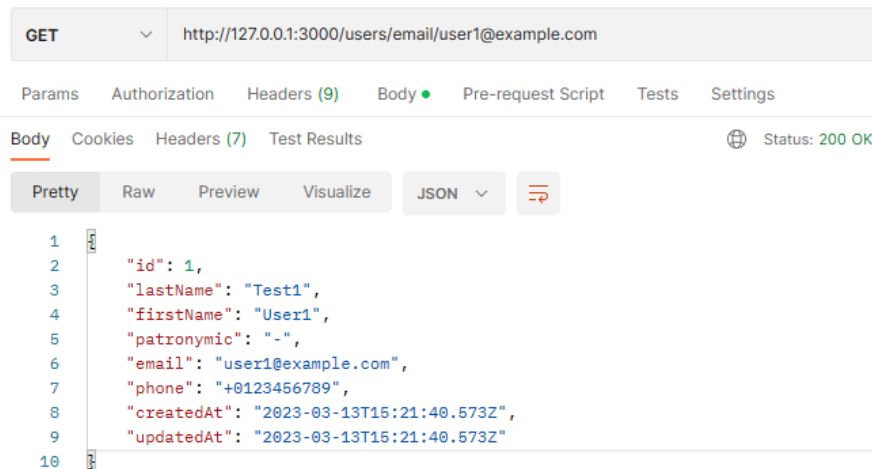 GET http://127.0.0.1:3000/users/email/user1@example.com
Params Authorization Headers (9) Body Pre-request Script Tests Settings
Body Cookies Headers (7) Test Results Status: 200 OK
Pretty Raw Preview Visualize JSON
1 {
2 "id": 1,
3 "lastName": "Test1",
4 "firstName": "User1",
5 "patronymic": "-",
6 "email": "user1@example.com",
7 "phone": "+0123456789",
8 "createdAt": "2023-03-13T15:21:40.573Z",
9 "updatedAt": "2023-03-13T15:21:40.573Z"
10 }